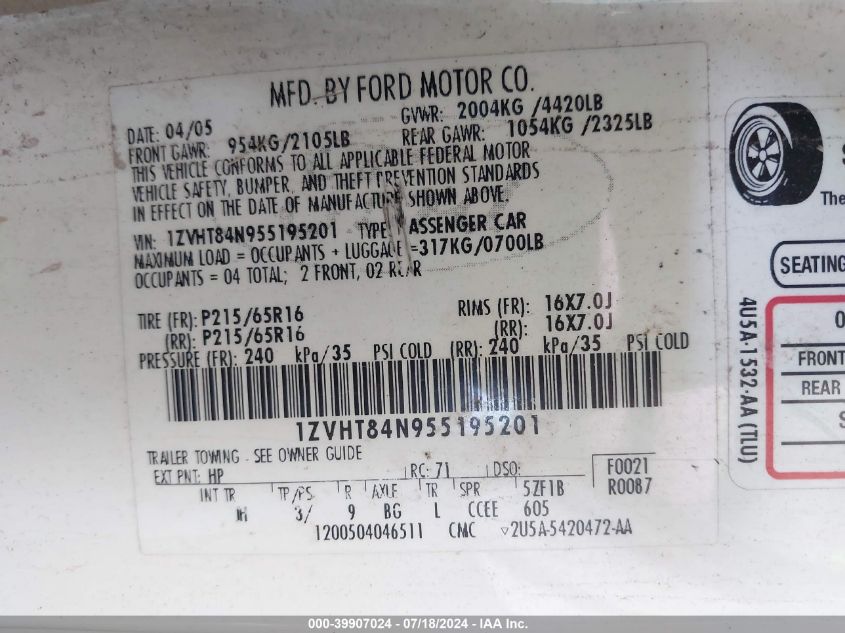 MFD. BY FORD MOTOR CO.
DATE: 04/05 GVWR: 2004KG /4420LB
FRONT GAWR: 954KG/2105LB REAR GAWR: 1054KG /2325LB
THIS VEHICLE CONFORMS TO ALL APPLICABLE FEDERAL MOTOR
VEHICLE SAFETY, BUMPER, AND THEFT PREVENTION STANDARDS
IN EFFECT ON THE DATE OF MANUFACTURE SHOWN ABOVE.
VIN: 1ZVHT84N955195201 TYPE: PASSENGER CAR
MAXIMUM LOAD = OCCUPANTS + LUGGAGE =317KG/0700LB
OCCUPANTS = 04 TOTAL; 2 FRONT, 02 REAR
TIRE (FR): P215/65R16 RIMS (FR): 16X7.0J
(RR): P215/65R16 (RR): 16X7.0J
PRESSURE (FR): 240 kPa/35 PSI COLD (RR): 240 kPa/35 PSI COLD
1ZVHT84N955195201
TRAILER TOWING - SEE OWNER GUIDE
EXT PNT: HP RC: 71 DSO: F0021
INT TR TP/PS R AXLE TR SPR 5ZF1B R0087
IH 3/ 9 BG L CCEE 605
1200504046511 CMC 2U5A-5420472-AA
S
The
SEATING
4U5A-1532-AA (TLU)
O
FRONT
REAR
S
000-39907024 - 07/18/2024 - IAA Inc.